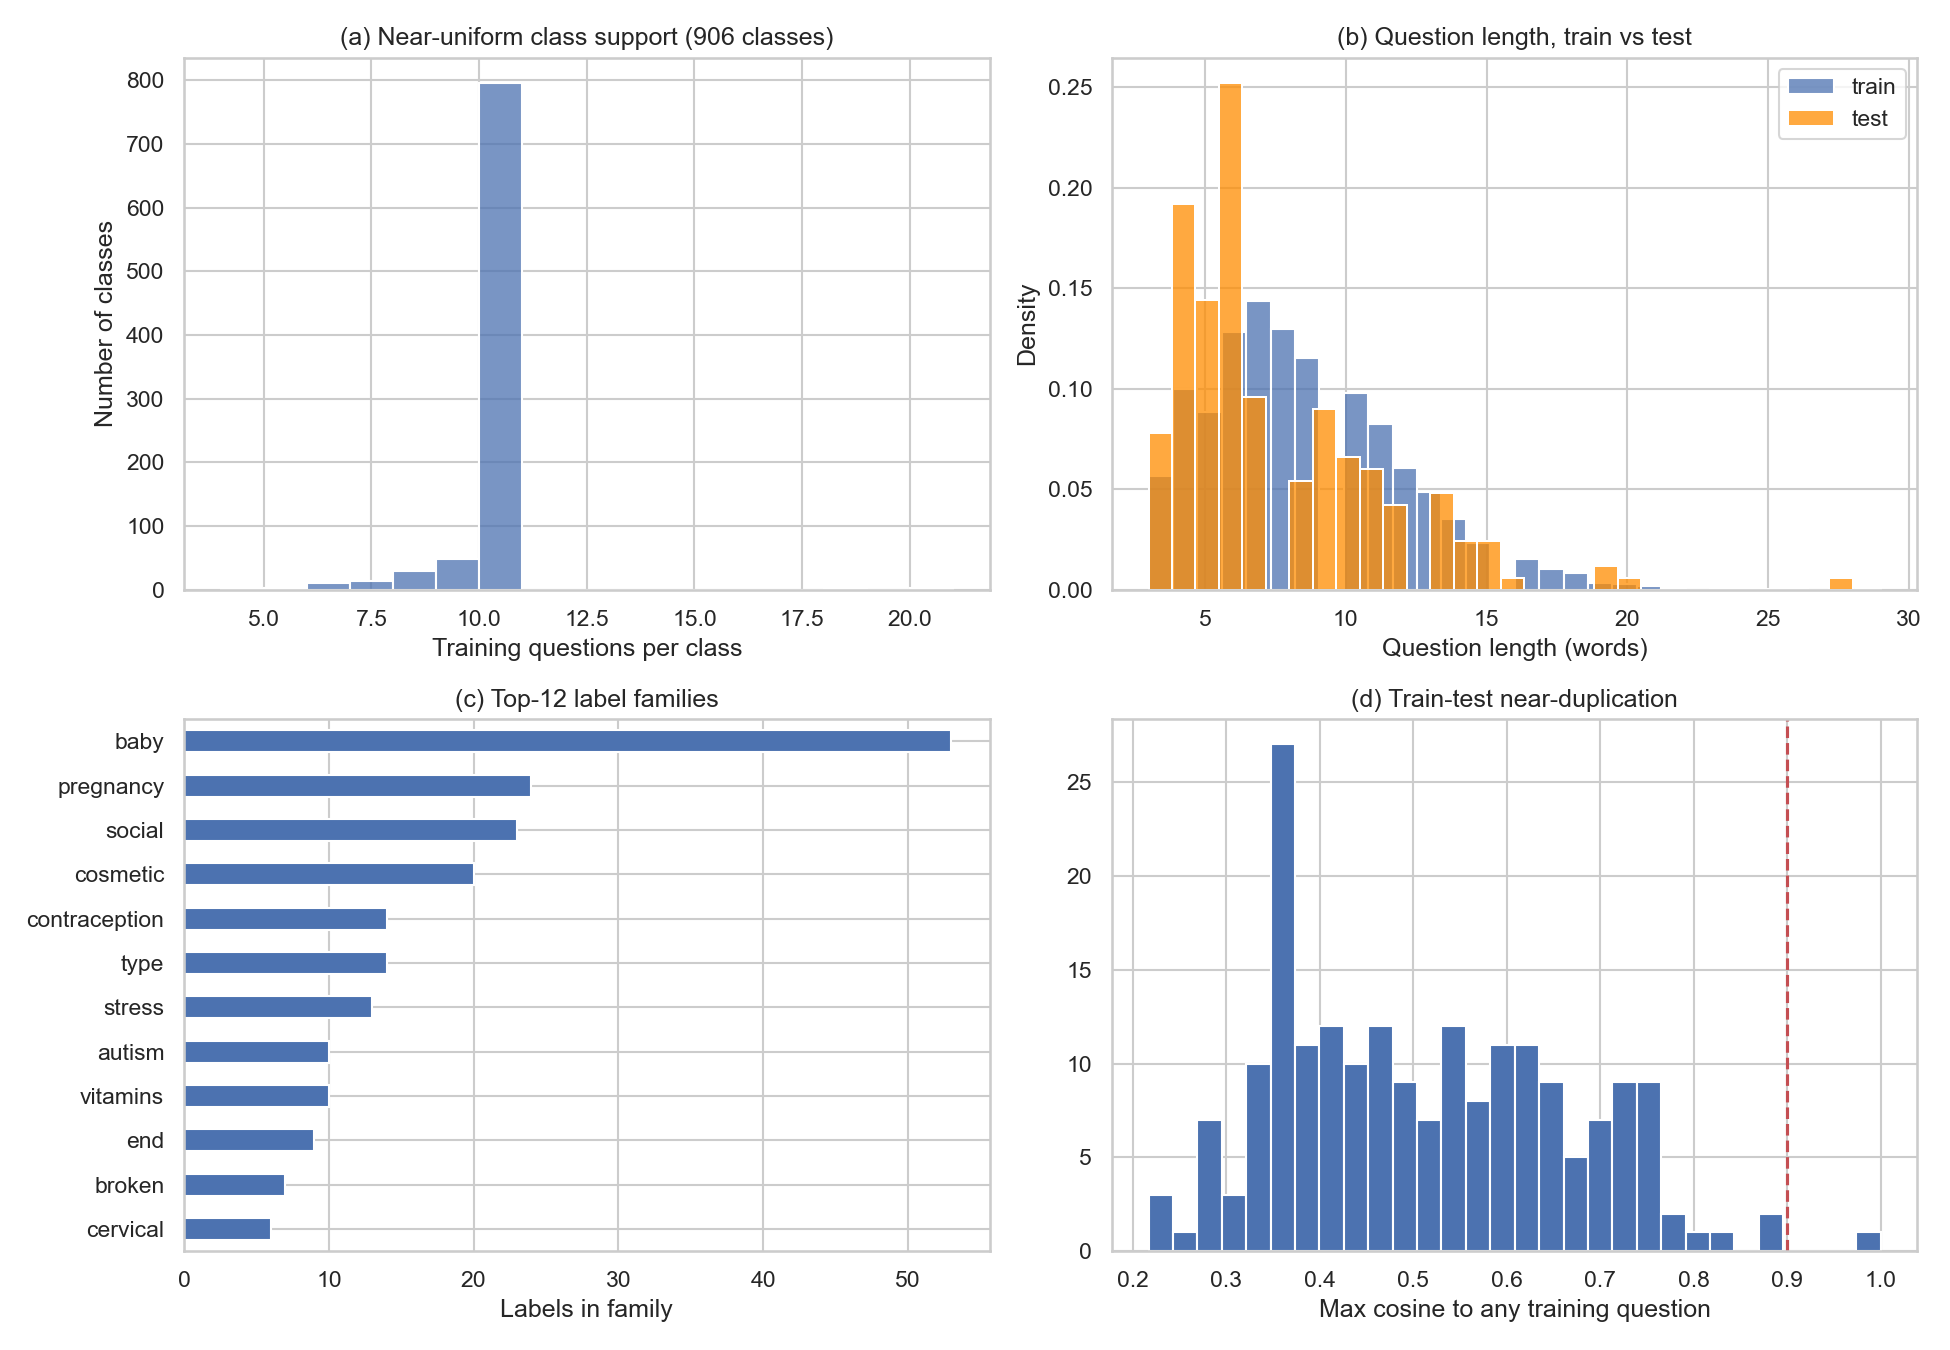 (a) Near-uniform class support (906 classes)
800
700
600
500
400
300
200
100
0
Number of classes
5.0 7.5 10.0 12.5 15.0 17.5 20.0
Training questions per class
(b) Question length, train vs test
train
test
0.25
0.20
0.15
0.10
0.05
0.00
Density
5 10 15 20 25 30
Question length (words)
(c) Top-12 label families
baby
pregnancy
social
cosmetic
contraception
type
stress
autism
vitamins
end
broken
cervical
0 10 20 30 40 50
Labels in family
(d) Train-test near-duplication
25
20
15
10
5
0
0.2 0.3 0.4 0.5 0.6 0.7 0.8 0.9 1.0
Max cosine to any training question